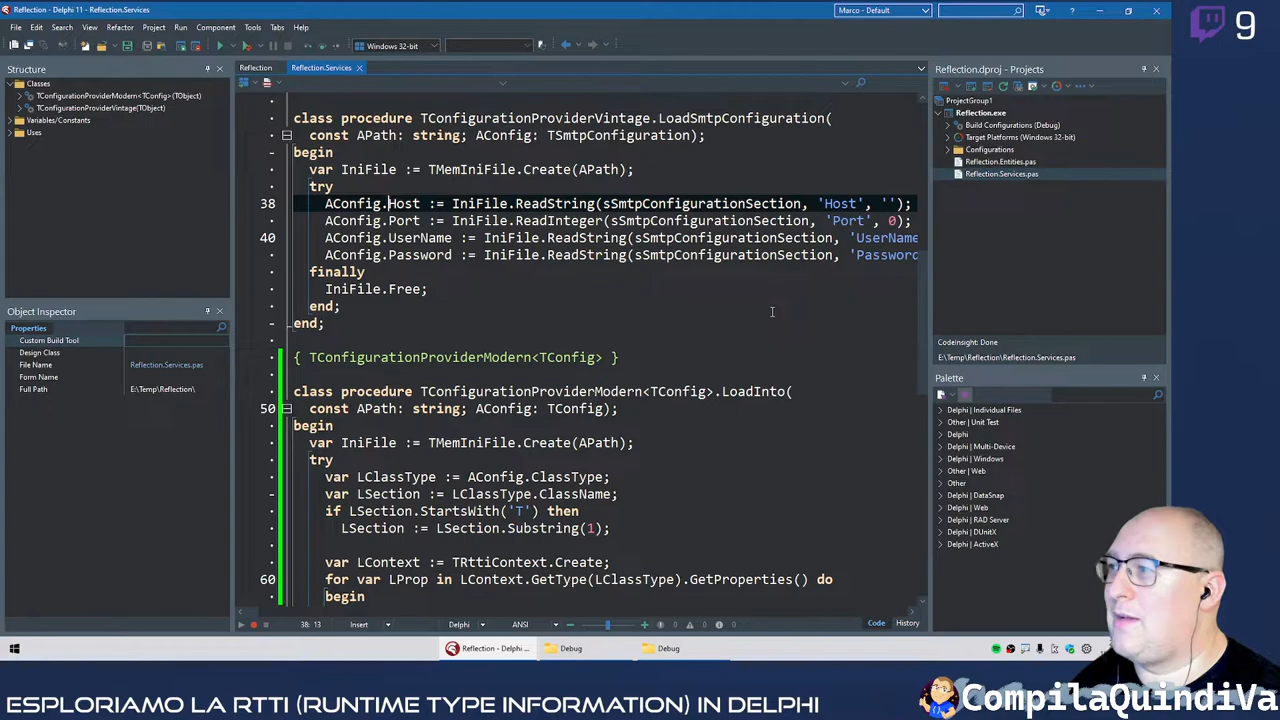 Reflection - Delphi 11 - Reflection.Services
Marco - Default
9
File Edit Search View Refactor Project Run Component Tools Help
Windows 32-bit
Structure
Classes
TConfigurationProviderModern<TConfig>(TObject)
TConfigurationProviderVintage(TObject)
Variables/Constants
Uses
Object Inspector
Properties
Custom Build Tool
Design Class
File Name Reflection.Services.pas
Form Name
Full Path E:\Temp\Reflection\
Reflection Reflection.Services
class procedure TConfigurationProviderVintage.LoadSmtpConfiguration(
const APath: string; AConfig: TSmtpConfiguration);
begin
var IniFile := TMemIniFile.Create(APath);
try
38 AConfig.Host := IniFile.ReadString(sSmtpConfigurationSection, 'Host', '');
AConfig.Port := IniFile.ReadInteger(sSmtpConfigurationSection, 'Port', 0);
40 AConfig.UserName := IniFile.ReadString(sSmtpConfigurationSection, 'UserName
AConfig.Password := IniFile.ReadString(sSmtpConfigurationSection, 'Password
finally
IniFile.Free;
end;
end;
{ TConfigurationProviderModern<TConfig> }
class procedure TConfigurationProviderModern<TConfig>.LoadInto(
50 const APath: string; AConfig: TConfig);
begin
var IniFile := TMemIniFile.Create(APath);
try
var LClassType := AConfig.ClassType;
var LSection := LClassType.ClassName;
if LSection.StartsWith('T') then
LSection := LSection.Substring(1);
var LContext := TRttiContext.Create;
60 for var LProp in LContext.GetType(LClassType).GetProperties() do
begin
38: 13 Insert Delphi ANSI 0 0 0 Code History
Reflection.dproj - Projects
ProjectGroup1
Reflection.exe
Build Configurations (Debug)
Target Platforms (Windows 32-bit)
Configurations
Reflection.Entities.pas
Reflection.Services.pas
CodeInsight: Done
E:\Temp\Reflection\Reflection.Services.pas
Palette
Delphi | Individual Files
Other | Unit Test
Delphi
Delphi | Multi-Device
Delphi | Windows
Other | Web
Other
Delphi | DataSnap
Delphi | Web
Delphi | RAD Server
Delphi | DUnitX
Delphi | ActiveX
Reflection - Delphi ... Debug Debug
ESPLORIAMO LA RTTI (RUNTIME TYPE INFORMATION) IN DELPHI
CompilaQuindiVa